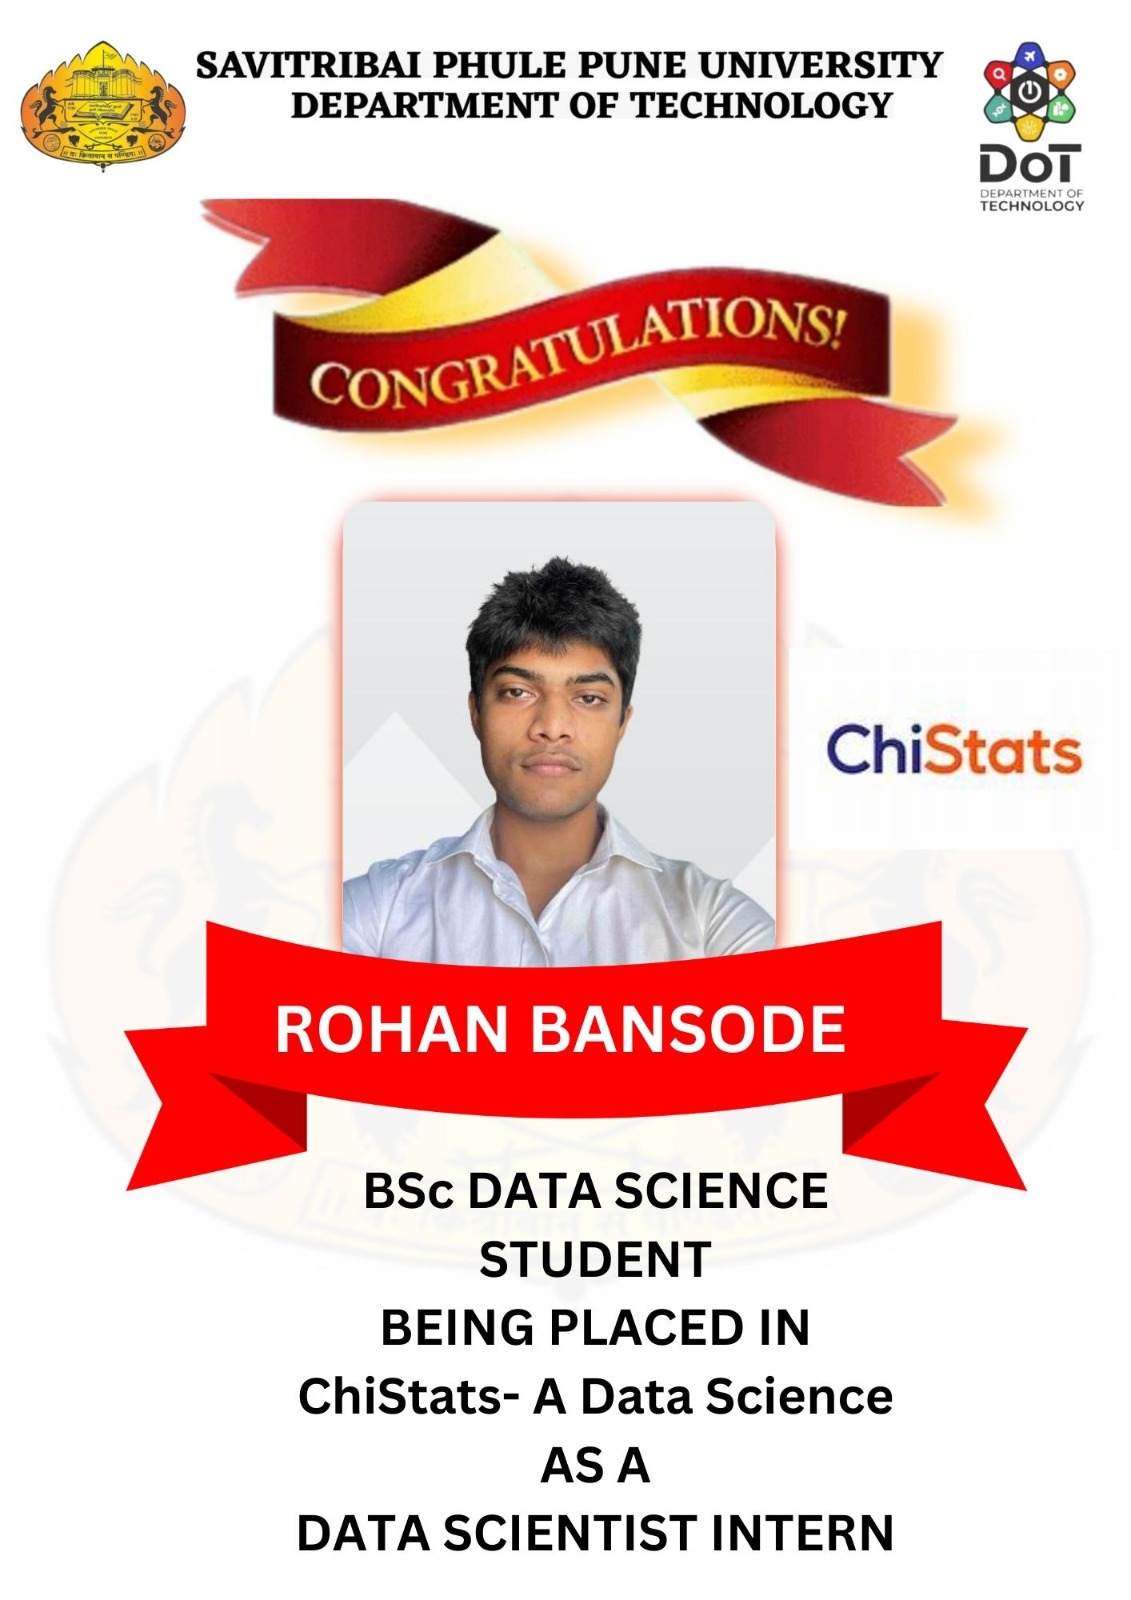 SAVITRIBAI PHULE PUNE UNIVERSITY
DEPARTMENT OF TECHNOLOGY
DoT
DEPARTMENT OF
TECHNOLOGY
CONGRATULATIONS!
ChiStats
ROHAN BANSODE
BSc DATA SCIENCE
STUDENT
BEING PLACED IN
ChiStats- A Data Science
AS A
DATA SCIENTIST INTERN